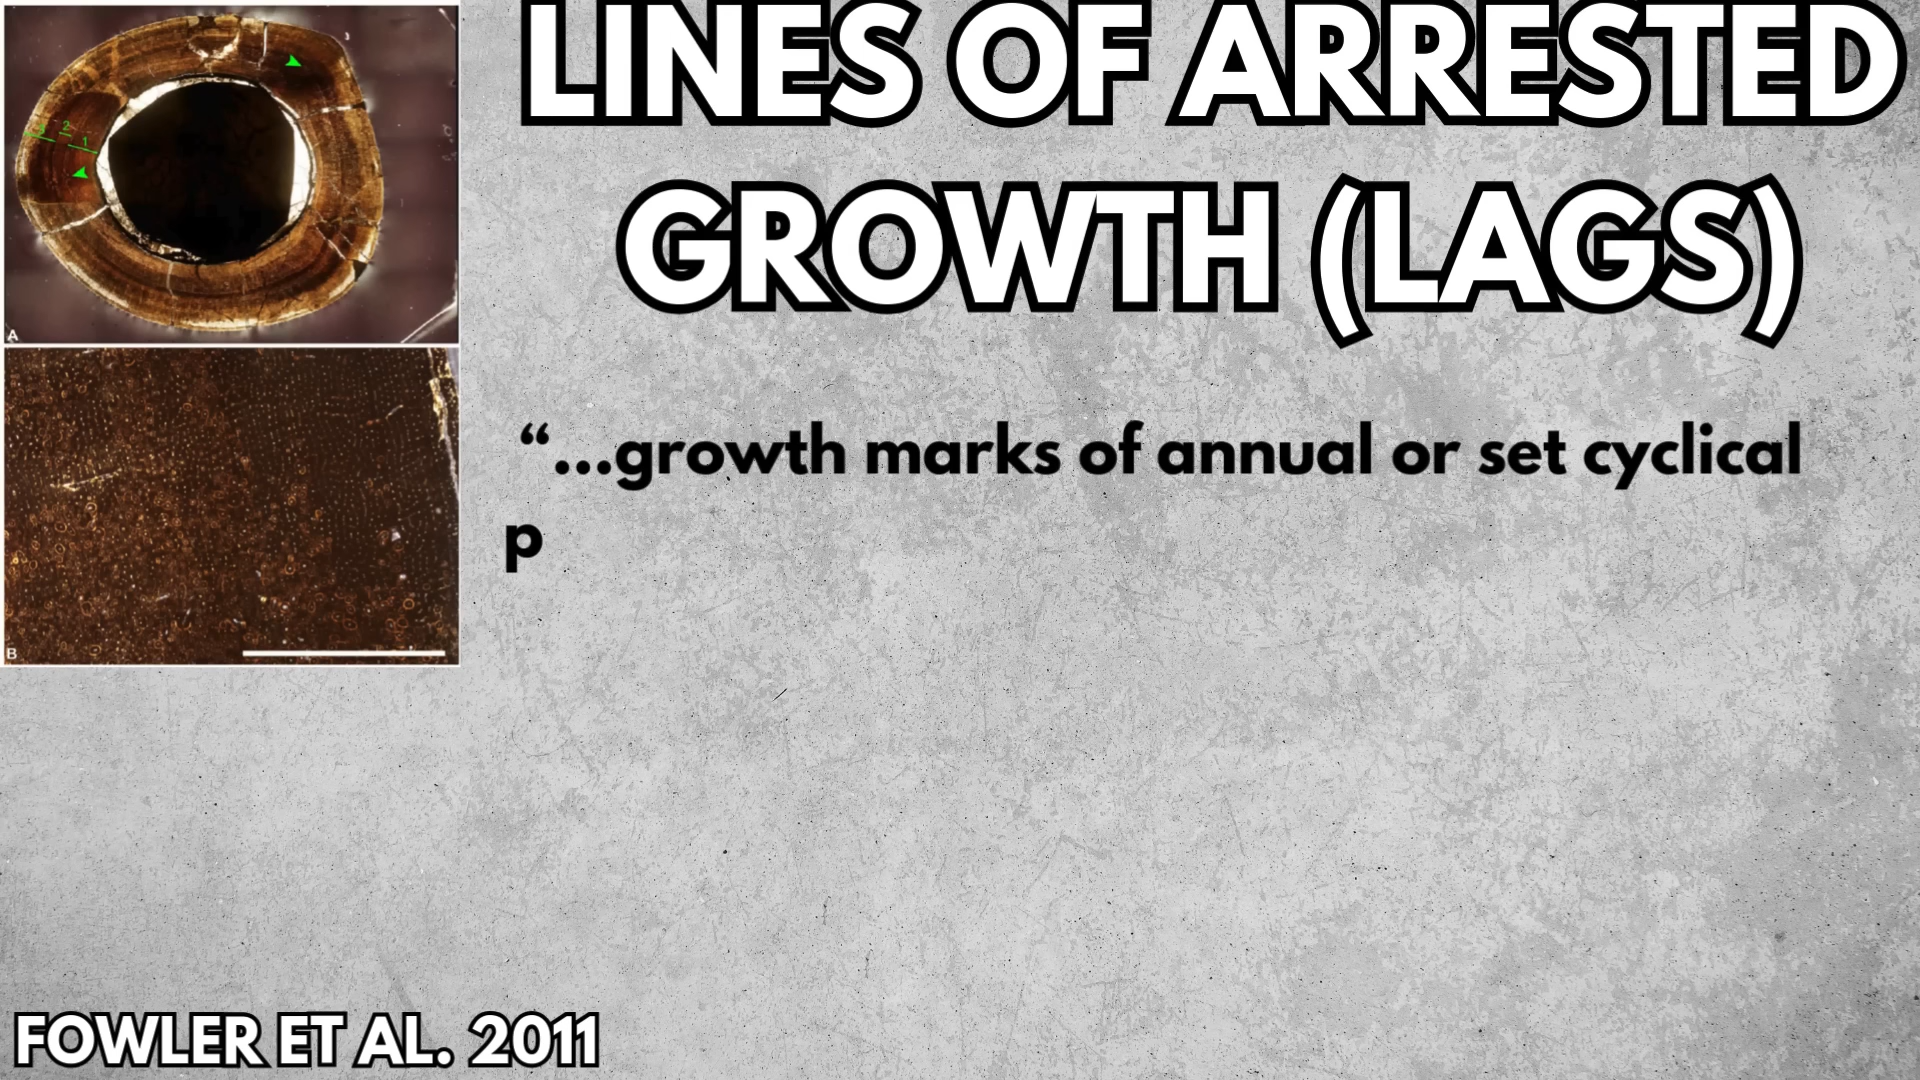 LINES OF ARRESTED
GROWTH (LAGS)
3 2 1
A
“...growth marks of annual or set cyclical
p
B
FOWLER ET AL. 2011